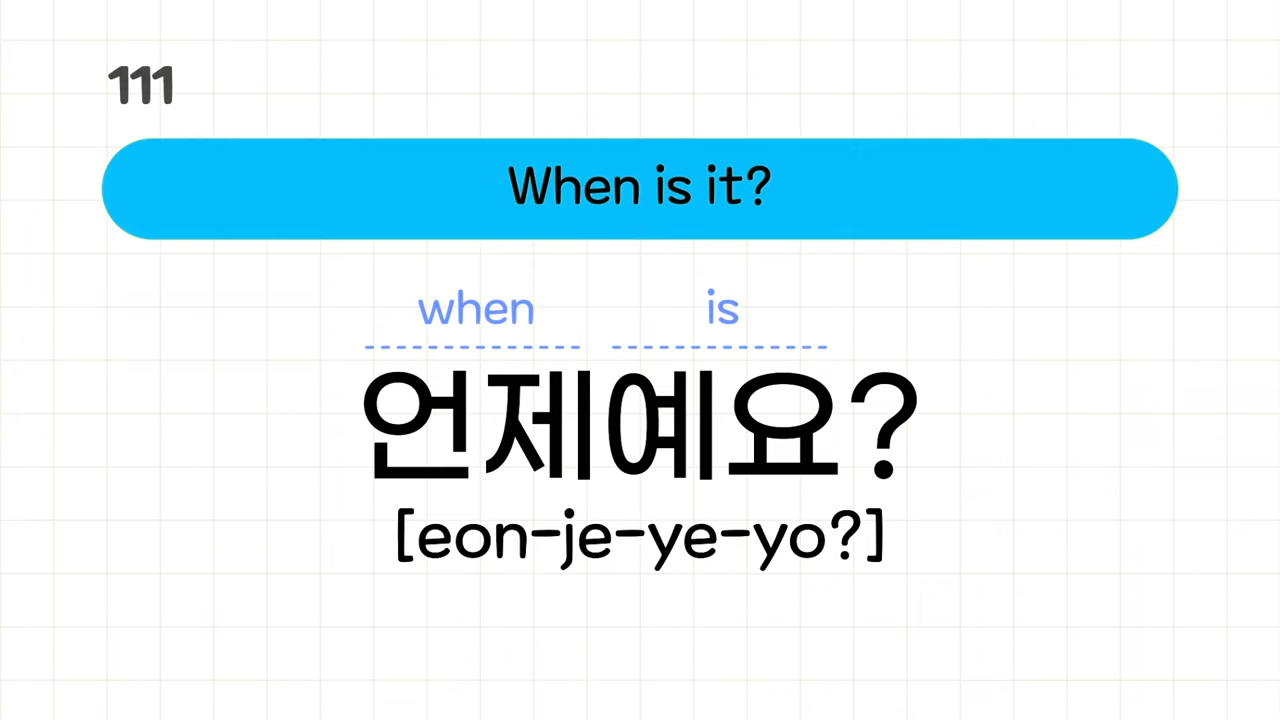 111
When is it?
when is
언제예요?
[eon-je-ye-yo?]